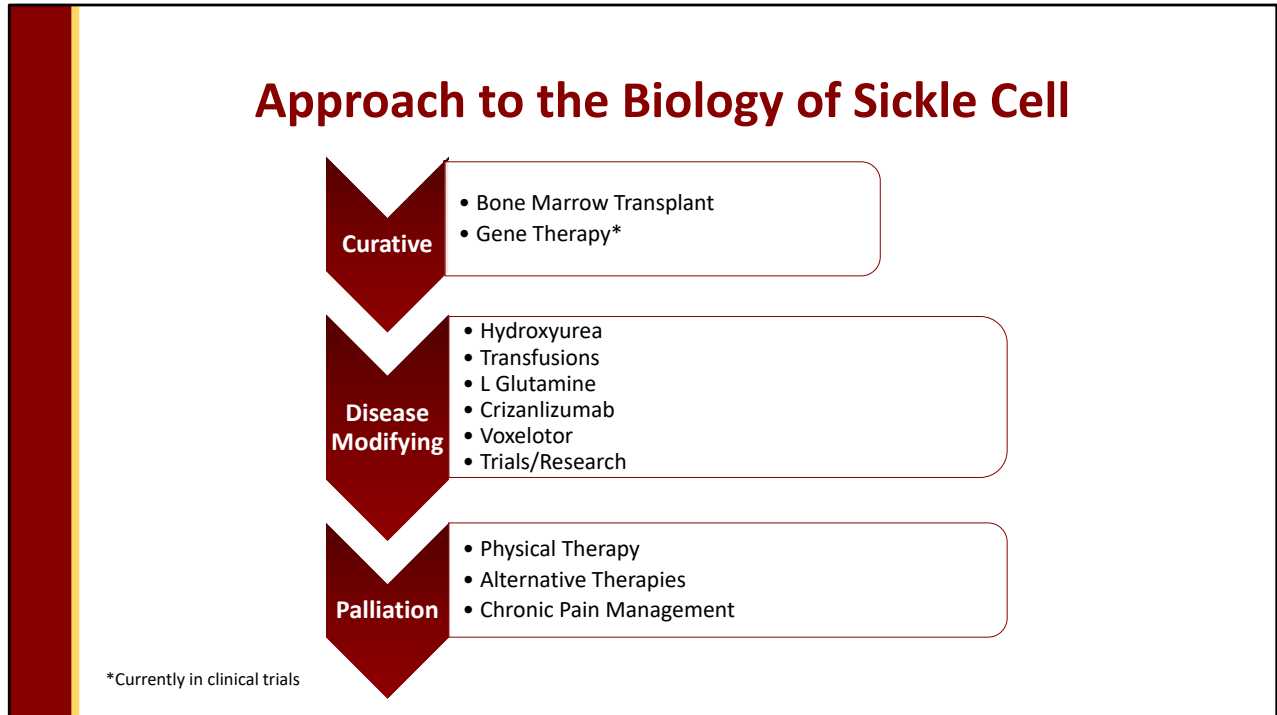 Approach to the Biology of Sickle Cell
Curative
• Bone Marrow Transplant
• Gene Therapy*
Disease
Modifying
• Hydroxyurea
• Transfusions
• L Glutamine
• Crizanlizumab
• Voxelotor
• Trials/Research
Palliation
• Physical Therapy
• Alternative Therapies
• Chronic Pain Management
*Currently in clinical trials